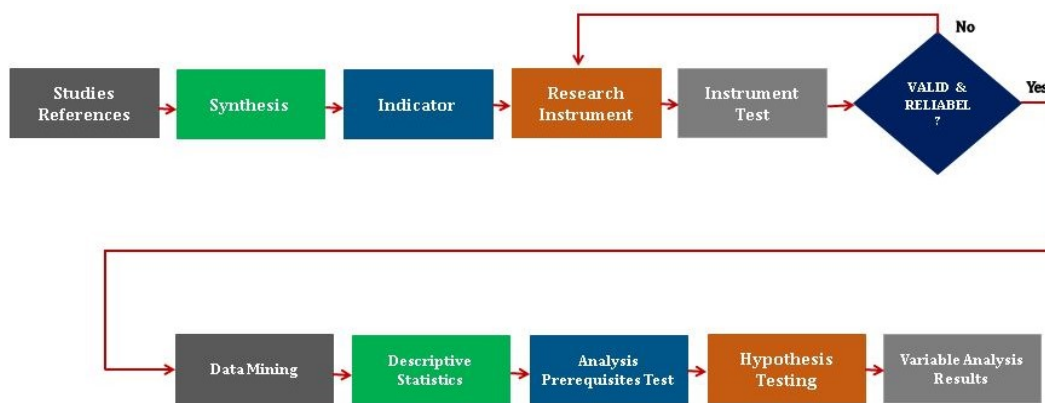 No
Studies
References
Synthesis
Indicator
Research
Instrument
Instrument
Test
VALID &
RELIABEL
?
Yes
Data Mining
Descriptive
Statistics
Analysis
Prerequisites Test
Hypothesis
Testing
Variable Analysis
Results